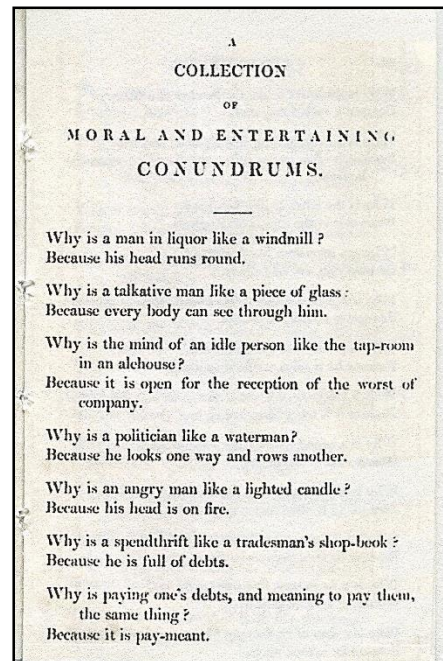 A
COLLECTION
OF
MORAL AND ENTERTAINING
CONUNDRUMS.
Why is a man in liquor like a windmill?
Because his head runs round.
Why is a talkative man like a piece of glass:
Because every body can see through him.
Why is the mind of an idle person like the tap-room
in an alehouse?
Because it is open for the reception of the worst of
company.
Why is a politician like a waterman?
Because he looks one way and rows another.
Why is an angry man like a lighted candle?
Because his head is on fire.
Why is a spendthrift like a tradesman's shop-book?
Because he is full of debts.
Why is paying one's debts, and meaning to pay them,
the same thing?
Because it is pay-meant.